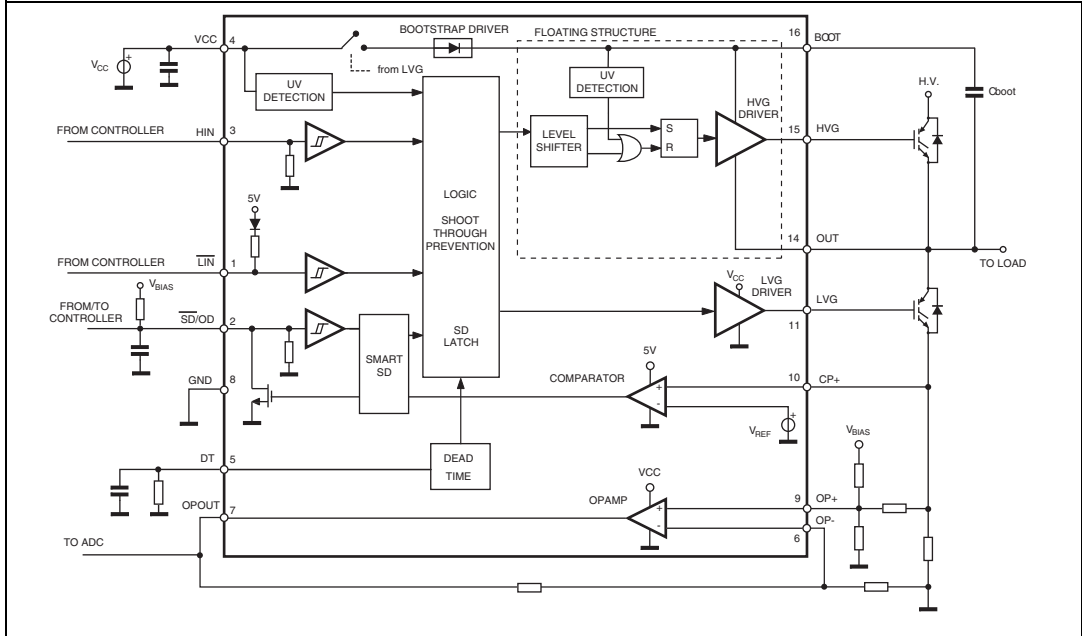 BOOTSTRAP DRIVER
FLOATING STRUCTURE
VCC
4
16
BOOT
VCC
+
from LVG
UV
DETECTION
UV
DETECTION
H.V.
Cboot
HVG
DRIVER
FROM CONTROLLER
HIN
3
15
HVG
LEVEL
SHIFTER
S
R
LOGIC
SHOOT
THROUGH
PREVENTION
5V
14
OUT
TO LOAD
FROM CONTROLLER
LIN
1
VBIAS
VCC
LVG
DRIVER
LVG
11
FROM/TO
CONTROLLER
SD/OD
2
SD
LATCH
SMART
SD
5V
GND
8
COMPARATOR
+
-
10
CP+
VREF
+
VBIAS
DT
5
DEAD
TIME
VCC
OPOUT
7
OPAMP
+
-
9
OP+
OP-
6
TO ADC